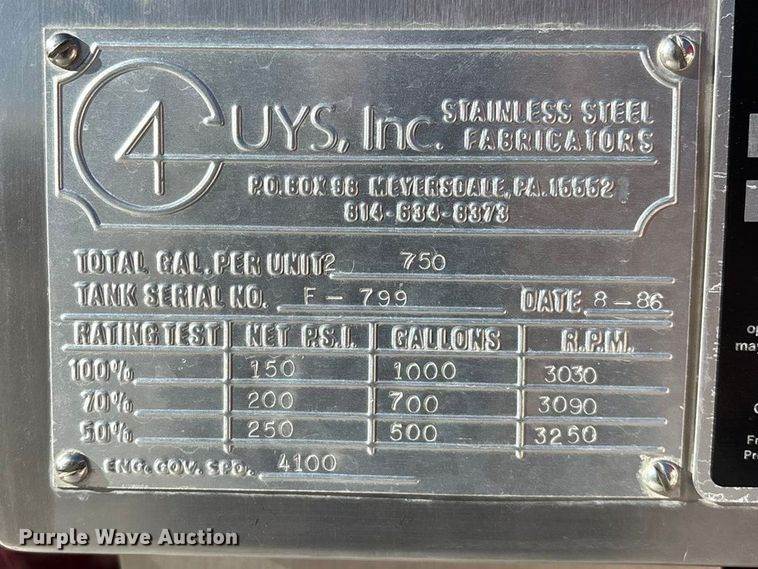 4 GUYS, Inc. STAINLESS STEEL FABRICATORS
P.O. BOX 98 MEYERSDALE, PA. 15552
814-634-8373
TOTAL GAL. PER UNIT 2 750
TANK SERIAL NO. F-799 DATE 8-86
RATING TEST NET P.S.I. GALLONS R.P.M.
100% 150 1000 3030
70% 200 700 3090
50% 250 500 3250
ENG. GOV. SPD. 4100
Purple Wave Auction